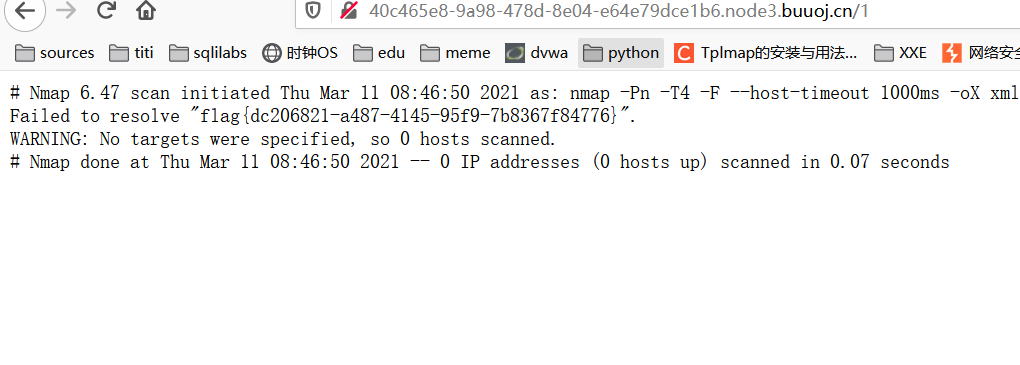 40c465e8-9a98-478d-8e04-e64e79dce1b6.node3.buuoj.cn/1
sources titi sqlilabs 时钟OS edu meme dvwa python C Tplmap的安装与用法... XXE 网络安全
# Nmap 6.47 scan initiated Thu Mar 11 08:46:50 2021 as: nmap -Pn -T4 -F --host-timeout 1000ms -oX xml
Failed to resolve "flag{dc206821-a487-4145-95f9-7b8367f84776}".
WARNING: No targets were specified, so 0 hosts scanned.
# Nmap done at Thu Mar 11 08:46:50 2021 -- 0 IP addresses (0 hosts up) scanned in 0.07 seconds